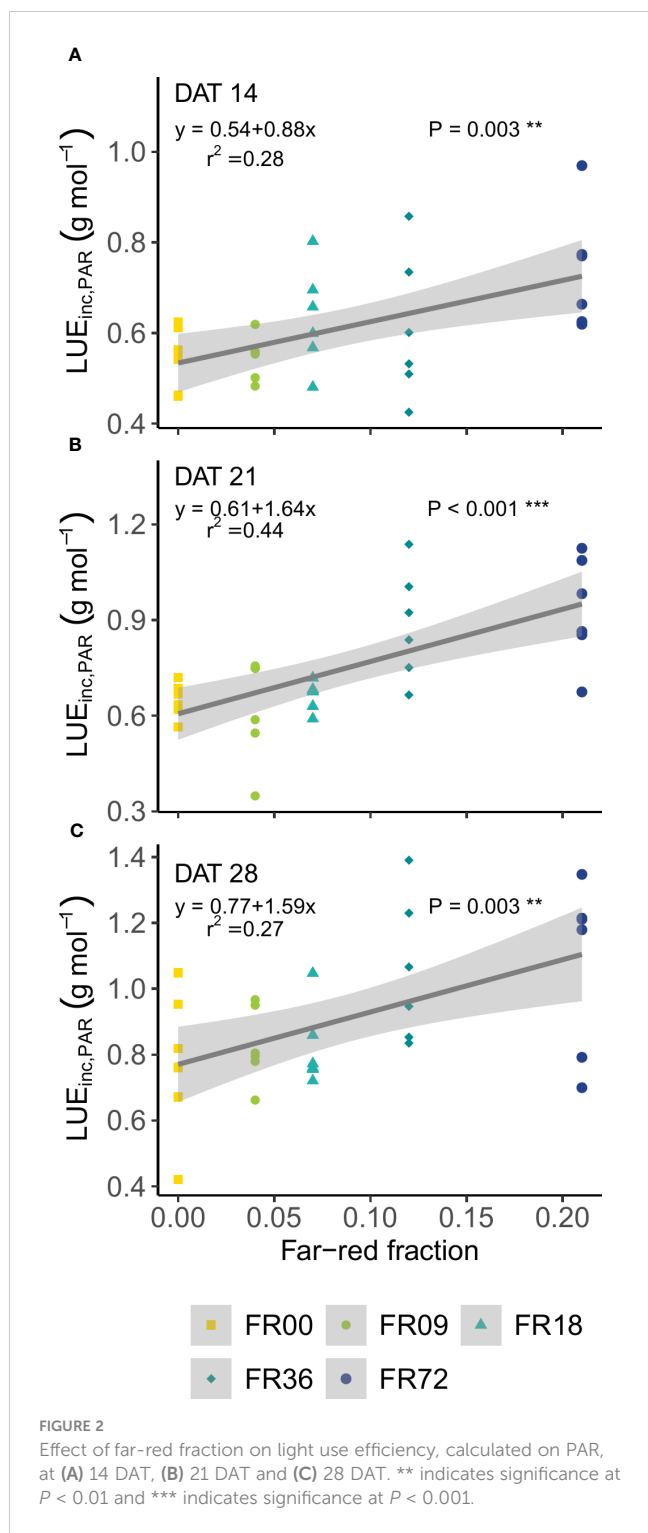 A
DAT 14
y = 0.54+0.88x P = 0.003 **
r² =0.28
LUEinc,PAR (g mol⁻¹)
1.0
0.8
0.6
0.4
B
DAT 21
y = 0.61+1.64x P < 0.001 ***
r² =0.44
LUEinc,PAR (g mol⁻¹)
1.2
0.9
0.6
0.3
C
DAT 28
y = 0.77+1.59x P = 0.003 **
r² =0.27
LUEinc,PAR (g mol⁻¹)
1.4
1.2
1.0
0.8
0.6
0.4
0.00 0.05 0.10 0.15 0.20
Far−red fraction
FR00 FR09 FR18
FR36 FR72
FIGURE 2
Effect of far-red fraction on light use efficiency, calculated on PAR,
at (A) 14 DAT, (B) 21 DAT and (C) 28 DAT. ** indicates significance at
P < 0.01 and *** indicates significance at P < 0.001.